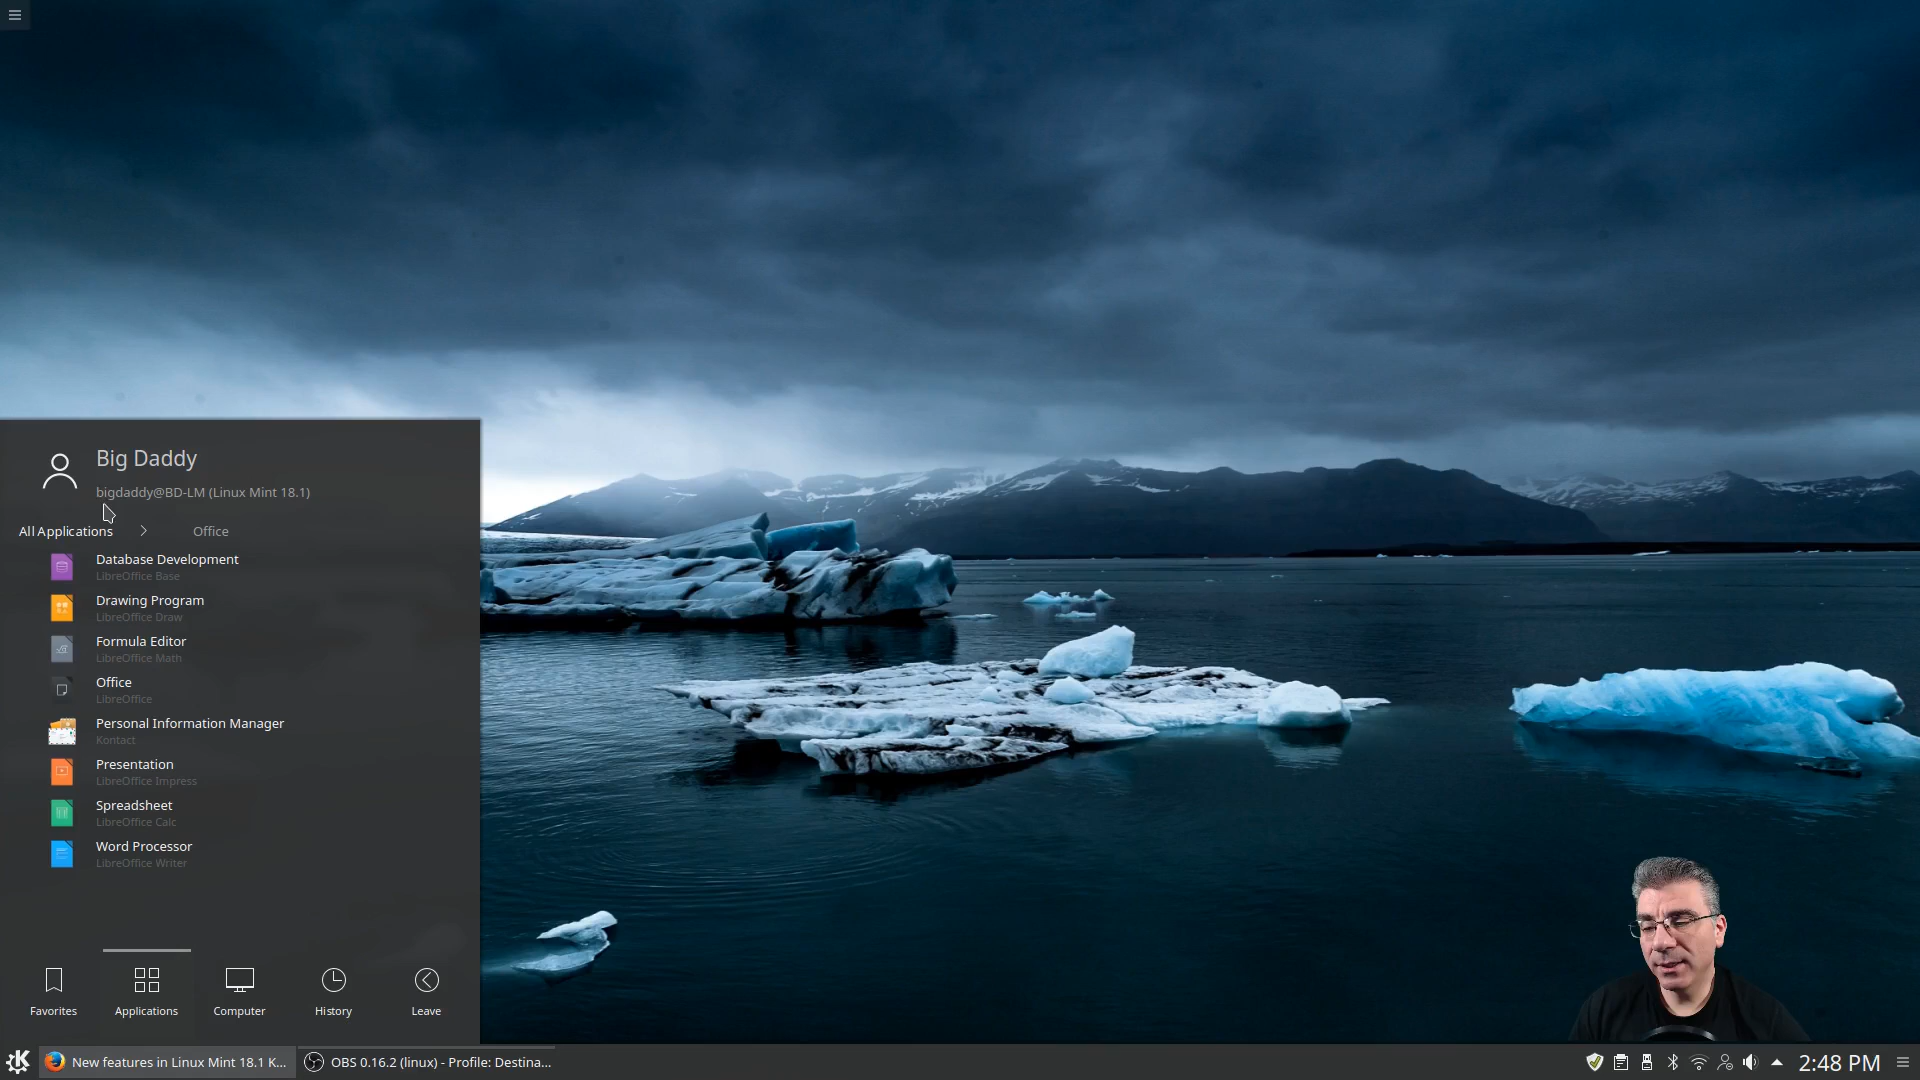 Big Daddy
bigdaddy@BD-LM (Linux Mint 18.1)
All Applications > Office
Database Development
LibreOffice Base
Drawing Program
LibreOffice Draw
Formula Editor
LibreOffice Math
Office
LibreOffice
Personal Information Manager
Kontact
Presentation
LibreOffice Impress
Spreadsheet
LibreOffice Calc
Word Processor
LibreOffice Writer
Favorites Applications Computer History Leave
New features in Linux Mint 18.1 K... OBS 0.16.2 (linux) - Profile: Destina... 2:48 PM